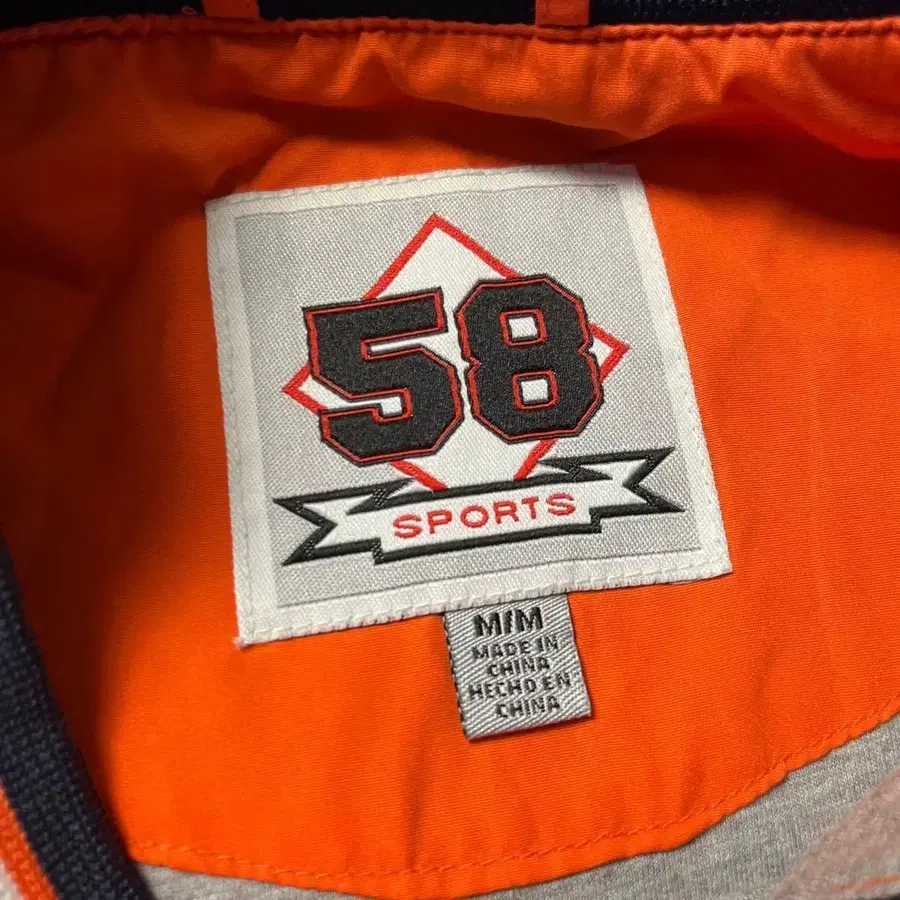 58
SPORTS
M/M
MADE IN
CHINA
HECHO EN
CHINA